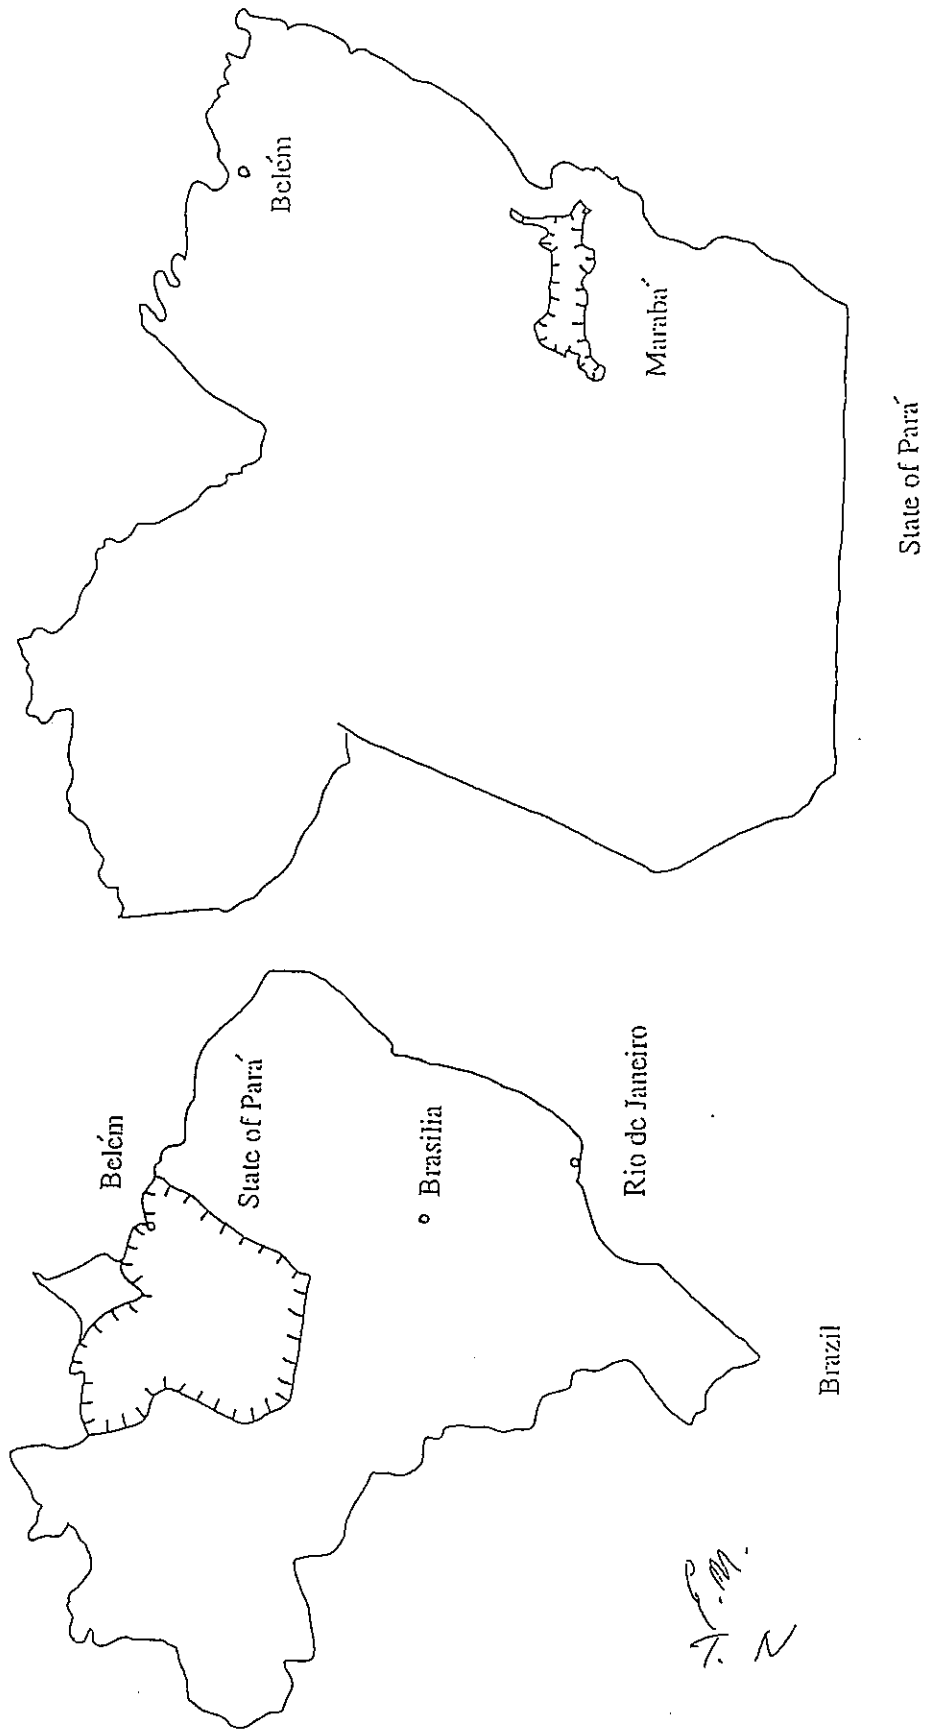 Belém
State of Pará
Brasilia
Rio de Janeiro
Brazil
Belém
Marabá
State of Pará